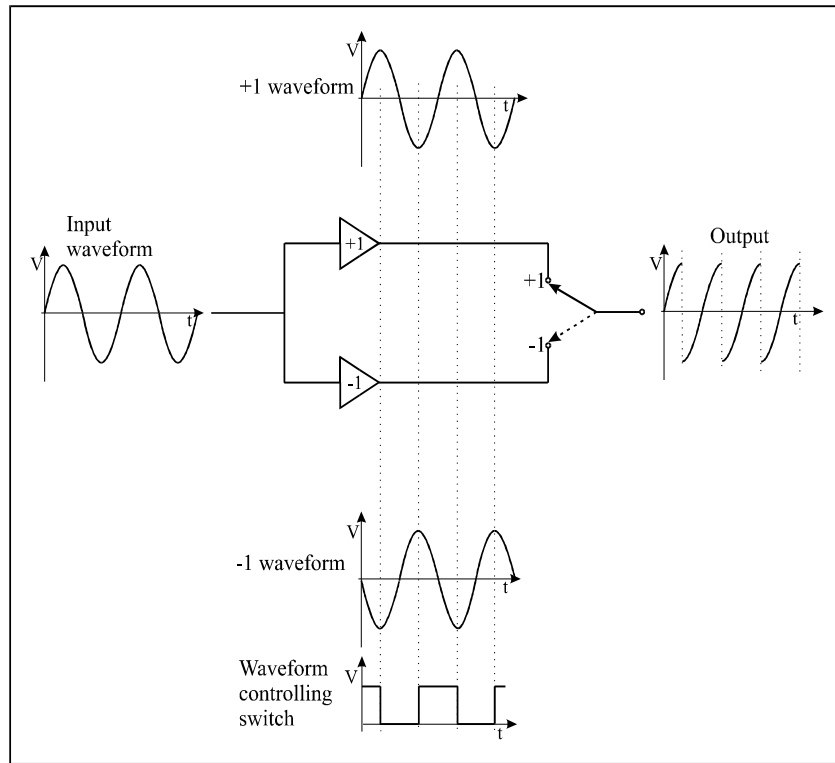 V
+1 waveform
t
Input
waveform
V
t
+1
+1
-1
-1
Output
V
t
V
-1 waveform
t
Waveform
controlling
switch
V
t